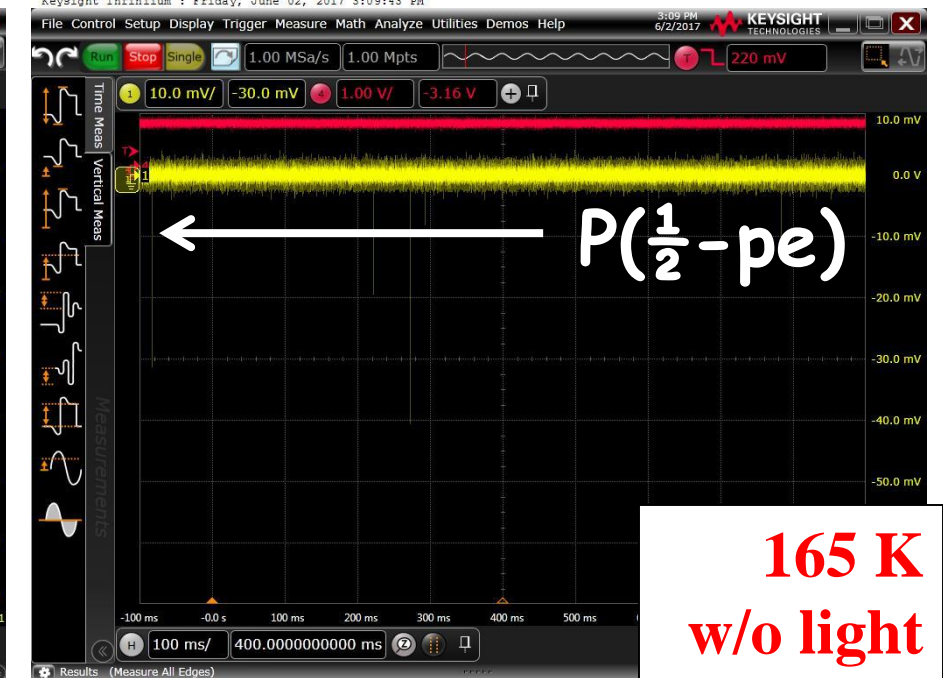 Keysight Infiniium : Friday, June 02, 2017 3:09:43 PM
File Control Setup Display Trigger Measure Math Analyze Utilities Demos Help
3:09 PM
6/2/2017
KEYSIGHT
TECHNOLOGIES
Run Stop Single 1.00 MSa/s 1.00 Mpts T 220 mV
1 10.0 mV/ -30.0 mV 4 1.00 V/ -3.16 V
Time Meas
Vertical Meas
Measurements
10.0 mV
0.0 V
-10.0 mV
-20.0 mV
-30.0 mV
-40.0 mV
-50.0 mV
T
4
1
P(½-pe)
165 K
w/o light
-100 ms -0.0 s 100 ms 200 ms 300 ms 400 ms 500 ms
H 100 ms/ 400.0000000000 ms Z
Results (Measure All Edges)